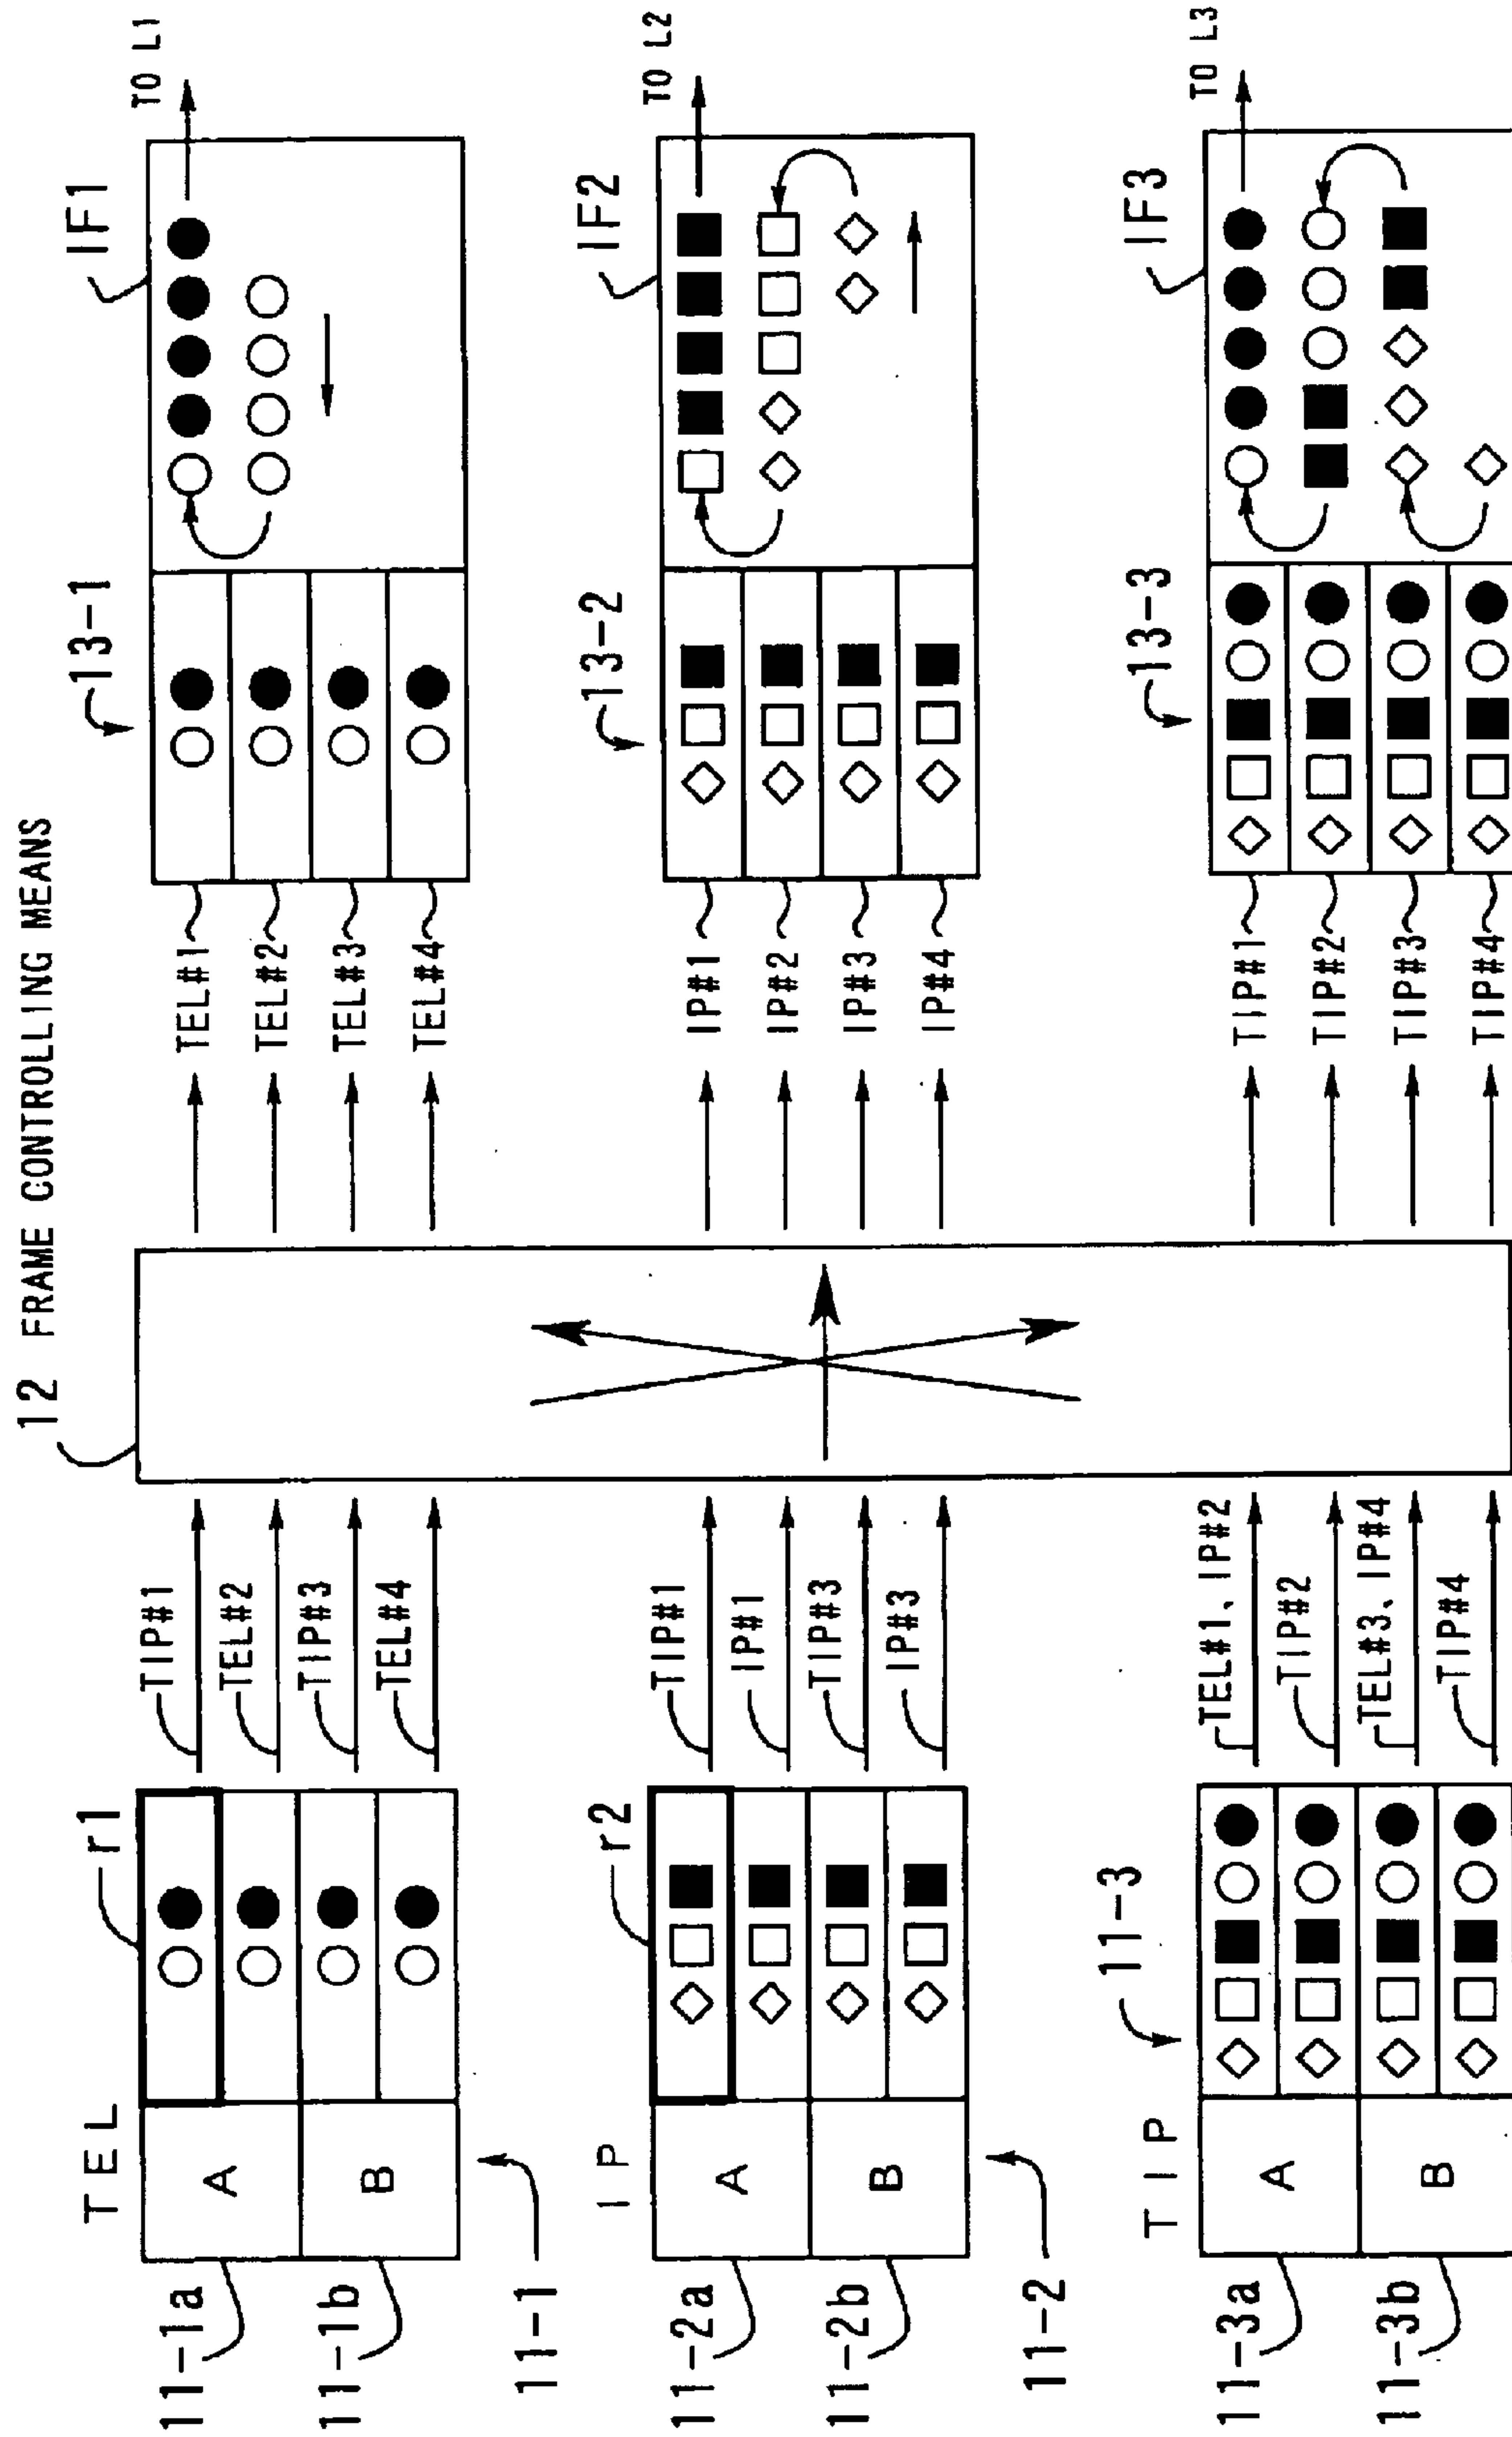 12 FRAME CONTROLLING MEANS
TEL
r1
11-1a
A
11-1b
B
11-1
TIP#1
TEL#2
TIP#3
TEL#4
TEL#1
TEL#2
TEL#3
TEL#4
13-1
IF1
TO L1
IP
r2
11-2a
A
11-2b
B
11-2
TIP#1
IP#1
TIP#3
IP#3
IP#1
IP#2
IP#3
IP#4
13-2
IF2
TO L2
TIP
11-3
11-3a
A
11-3b
B
TEL#1、IP#2
TIP#2
TEL#3、IP#4
TIP#4
TIP#1
TIP#2
TIP#3
TIP#4
13-3
IF3
TO L3